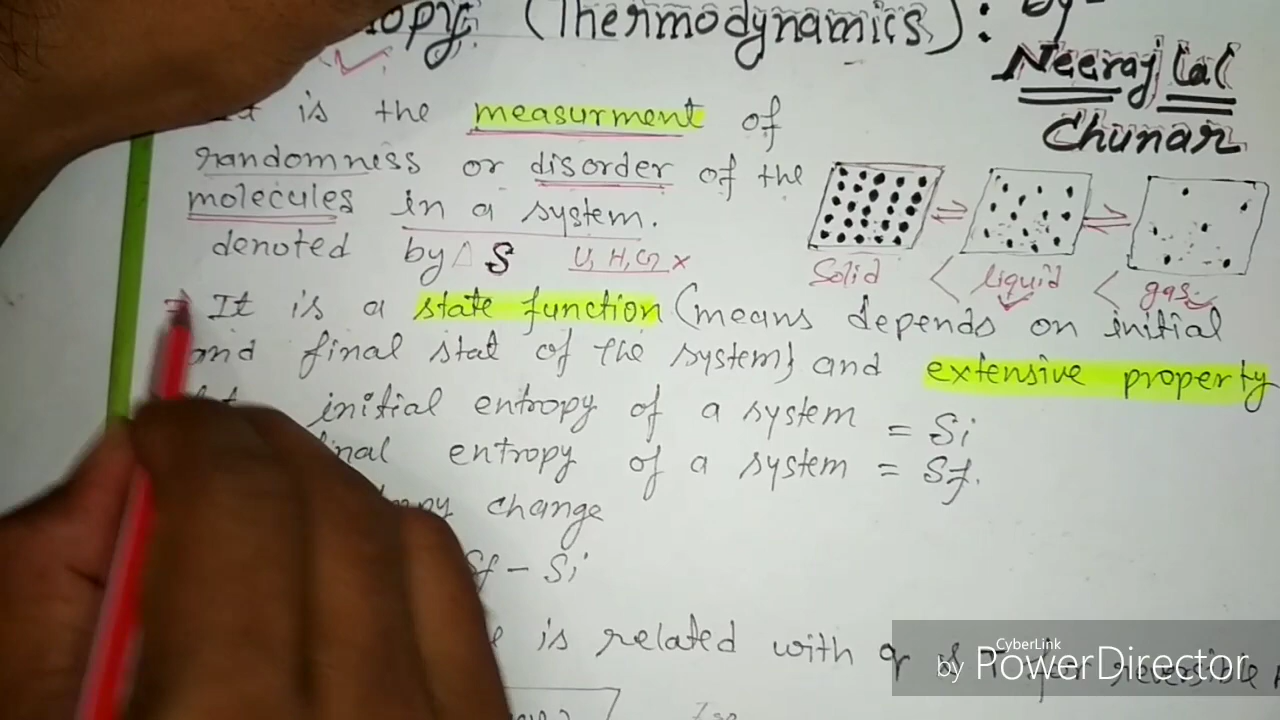 (Thermodynamics): by
Neeraj Lal
Chunar
is the measurment of
randomness or disorder of the
molecules in a system.
denoted by △ S U, H, G ×
Solid < liquid < gas
It is a state function (means depends on initial
and final stat of the system) and extensive property
initial entropy of a system = Si
entropy of a system = Sf.
change
Sf - Si
is related with q & T for reversible
CyberLink
by PowerDirector